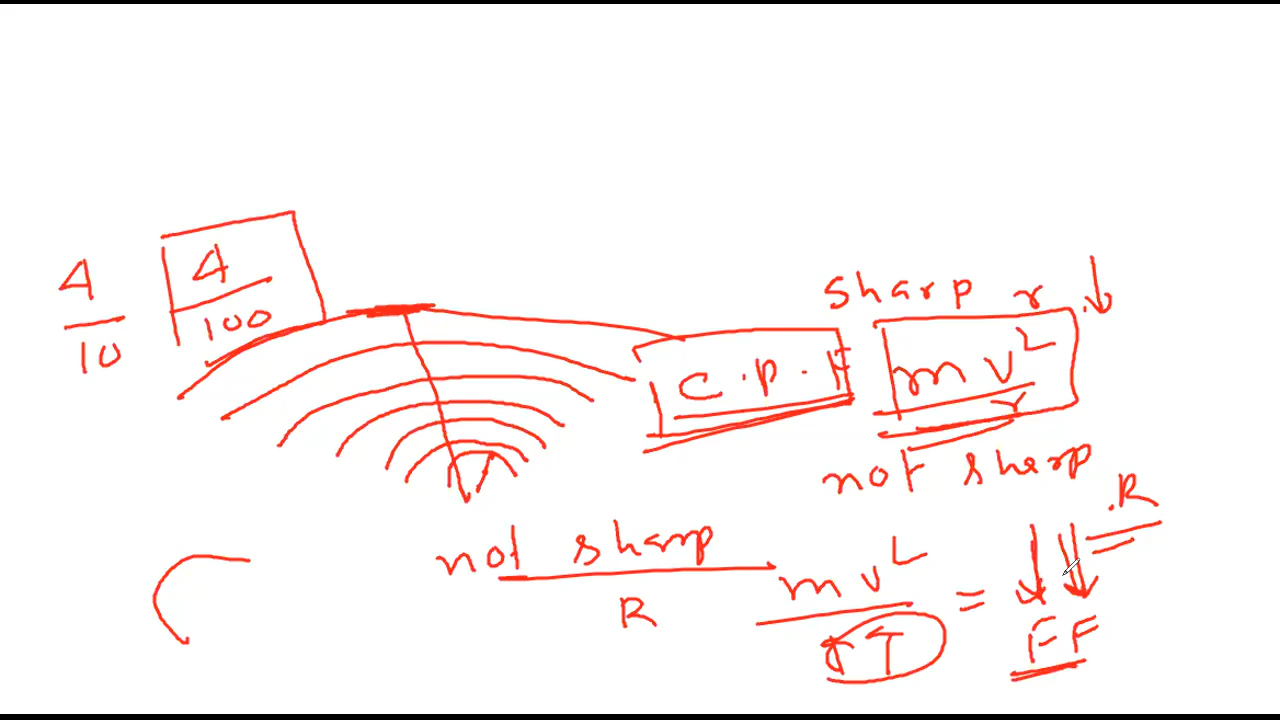 4/10
4/100
sharp r ↓
C.P.F
mv²/r
not sharp
.R
not sharp
R
mv²/r↑ = ↓↓
FF